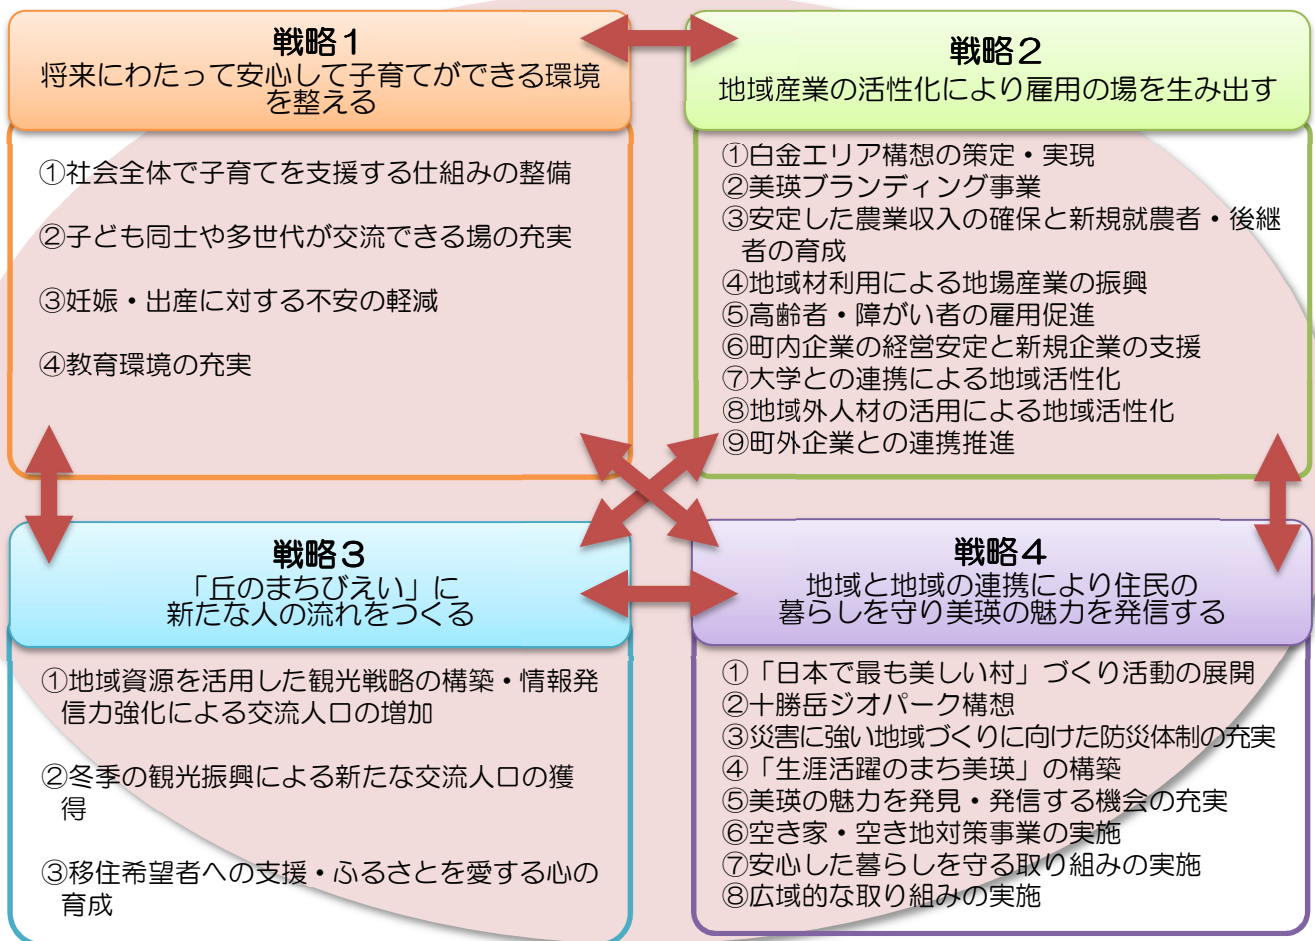 戦略1
将来にわたって安心して子育てができる環境
を整える
①社会全体で子育てを支援する仕組みの整備
②子ども同士や多世代が交流できる場の充実
③妊娠・出産に対する不安の軽減
④教育環境の充実
戦略2
地域産業の活性化により雇用の場を生み出す
①白金エリア構想の策定・実現
②美瑛ブランディング事業
③安定した農業収入の確保と新規就農者・後継
者の育成
④地域材利用による地場産業の振興
⑤高齢者・障がい者の雇用促進
⑥町内企業の経営安定と新規企業の支援
⑦大学との連携による地域活性化
⑧地域外人材の活用による地域活性化
⑨町外企業との連携推進
戦略3
「丘のまちびえい」に
新たな人の流れをつくる
①地域資源を活用した観光戦略の構築・情報発
信力強化による交流人口の増加
②冬季の観光振興による新たな交流人口の獲
得
③移住希望者への支援・ふるさとを愛する心の
育成
戦略4
地域と地域の連携により住民の
暮らしを守り美瑛の魅力を発信する
①「日本で最も美しい村」づくり活動の展開
②十勝岳ジオパーク構想
③災害に強い地域づくりに向けた防災体制の充実
④「生涯活躍のまち美瑛」の構築
⑤美瑛の魅力を発見・発信する機会の充実
⑥空き家・空き地対策事業の実施
⑦安心した暮らしを守る取り組みの実施
⑧広域的な取り組みの実施